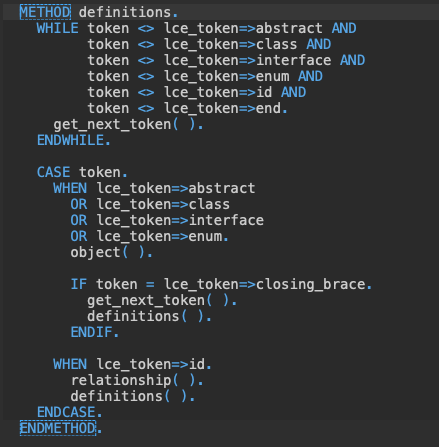 METHOD definitions.
WHILE token <> lce_token=>abstract AND
token <> lce_token=>class AND
token <> lce_token=>interface AND
token <> lce_token=>enum AND
token <> lce_token=>id AND
token <> lce_token=>end.
get_next_token( ).
ENDWHILE.
CASE token.
WHEN lce_token=>abstract
OR lce_token=>class
OR lce_token=>interface
OR lce_token=>enum.
object( ).
IF token = lce_token=>closing_brace.
get_next_token( ).
definitions( ).
ENDIF.
WHEN lce_token=>id.
relationship( ).
definitions( ).
ENDCASE.
ENDMETHOD.